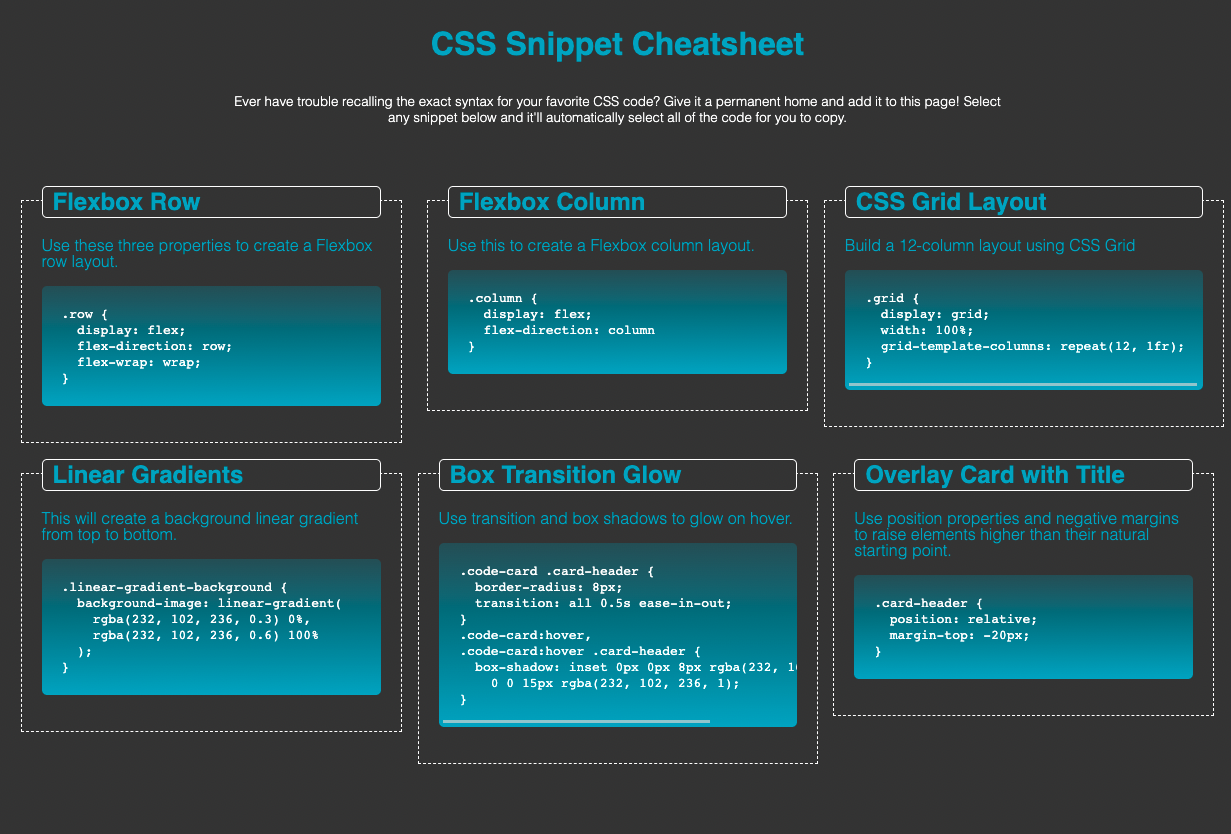 CSS Snippet Cheatsheet
Ever have trouble recalling the exact syntax for your favorite CSS code? Give it a permanent home and add it to this page! Select
any snippet below and it'll automatically select all of the code for you to copy.
Flexbox Row
Use these three properties to create a Flexbox
row layout.
.row {
  display: flex;
  flex-direction: row;
  flex-wrap: wrap;
}
Flexbox Column
Use this to create a Flexbox column layout.
.column {
  display: flex;
  flex-direction: column
}
CSS Grid Layout
Build a 12-column layout using CSS Grid
.grid {
  display: grid;
  width: 100%;
  grid-template-columns: repeat(12, 1fr);
}
Linear Gradients
This will create a background linear gradient
from top to bottom.
.linear-gradient-background {
  background-image: linear-gradient(
    rgba(232, 102, 236, 0.3) 0%,
    rgba(232, 102, 236, 0.6) 100%
  );
}
Box Transition Glow
Use transition and box shadows to glow on hover.
.code-card .card-header {
  border-radius: 8px;
  transition: all 0.5s ease-in-out;
}
.code-card:hover,
.code-card:hover .card-header {
  box-shadow: inset 0px 0px 8px rgba(232,
    0 0 15px rgba(232, 102, 236, 1);
}
Overlay Card with Title
Use position properties and negative margins
to raise elements higher than their natural
starting point.
.card-header {
  position: relative;
  margin-top: -20px;
}